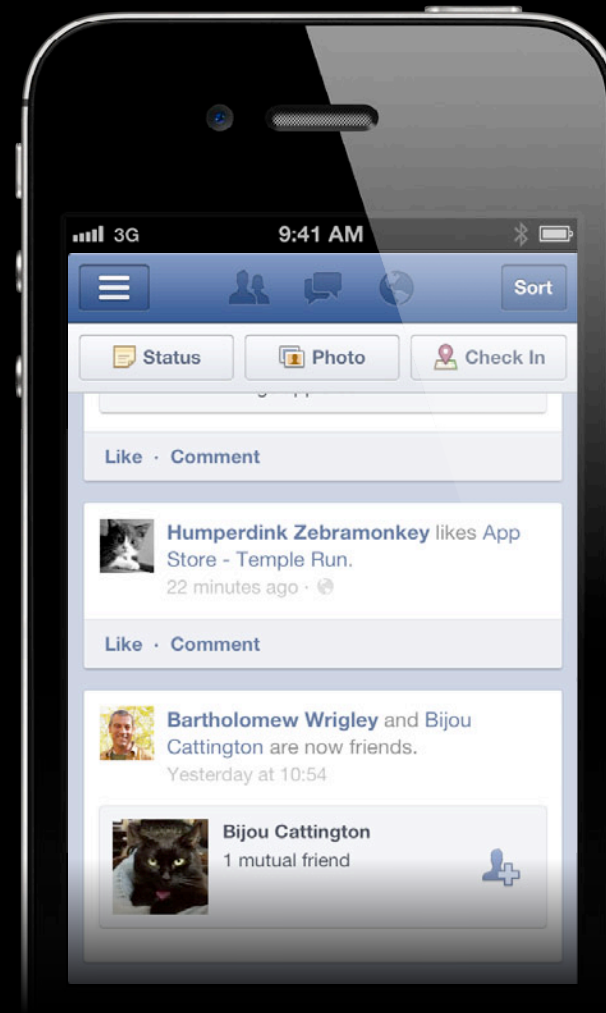 3G 9:41 AM
Sort
Status Photo Check In
Like · Comment
Humperdink Zebramonkey likes App
Store - Temple Run.
22 minutes ago ·
Like · Comment
Bartholomew Wrigley and Bijou
Cattington are now friends.
Yesterday at 10:54
Bijou Cattington
1 mutual friend